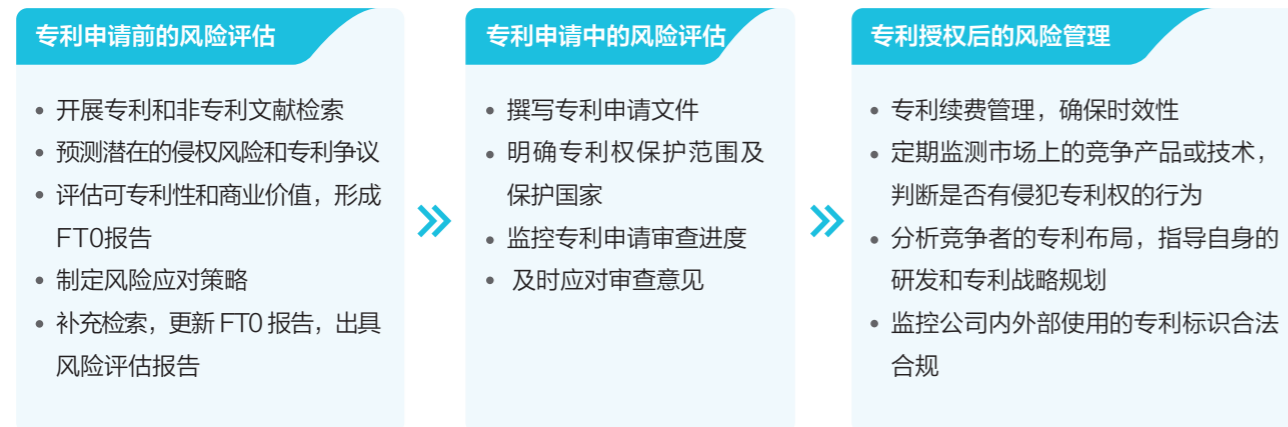 专利申请前的风险评估
• 开展专利和非专利文献检索
• 预测潜在的侵权风险和专利争议
• 评估可专利性和商业价值，形成
FT0报告
• 制定风险应对策略
• 补充检索，更新 FT0 报告，出具
风险评估报告
专利申请中的风险评估
• 撰写专利申请文件
• 明确专利权保护范围及
保护国家
• 监控专利申请审查进度
• 及时应对审查意见
专利授权后的风险管理
• 专利续费管理，确保时效性
• 定期监测市场上的竞争产品或技术，
判断是否有侵犯专利权的行为
• 分析竞争者的专利布局，指导自身的
研发和专利战略规划
• 监控公司内外部使用的专利标识合法
合规